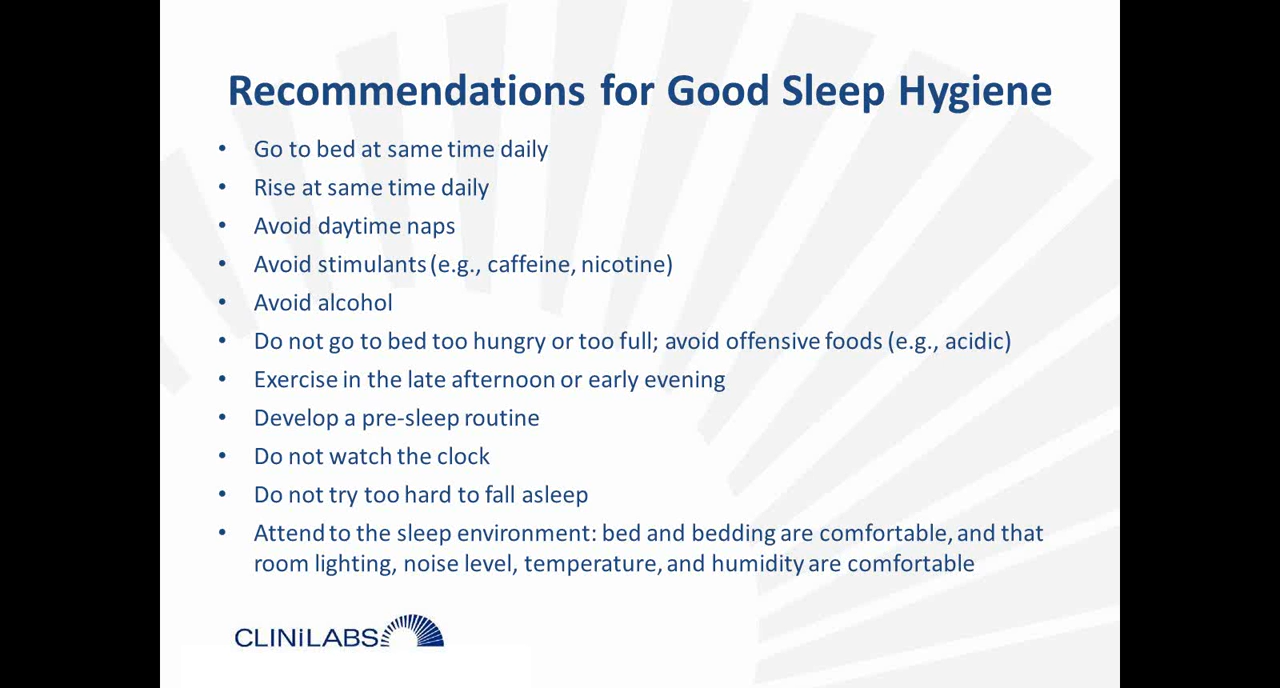 Recommendations for Good Sleep Hygiene
• Go to bed at same time daily
• Rise at same time daily
• Avoid daytime naps
• Avoid stimulants (e.g., caffeine, nicotine)
• Avoid alcohol
• Do not go to bed too hungry or too full; avoid offensive foods (e.g., acidic)
• Exercise in the late afternoon or early evening
• Develop a pre-sleep routine
• Do not watch the clock
• Do not try too hard to fall asleep
• Attend to the sleep environment: bed and bedding are comfortable, and that
room lighting, noise level, temperature, and humidity are comfortable
CLINiLABS